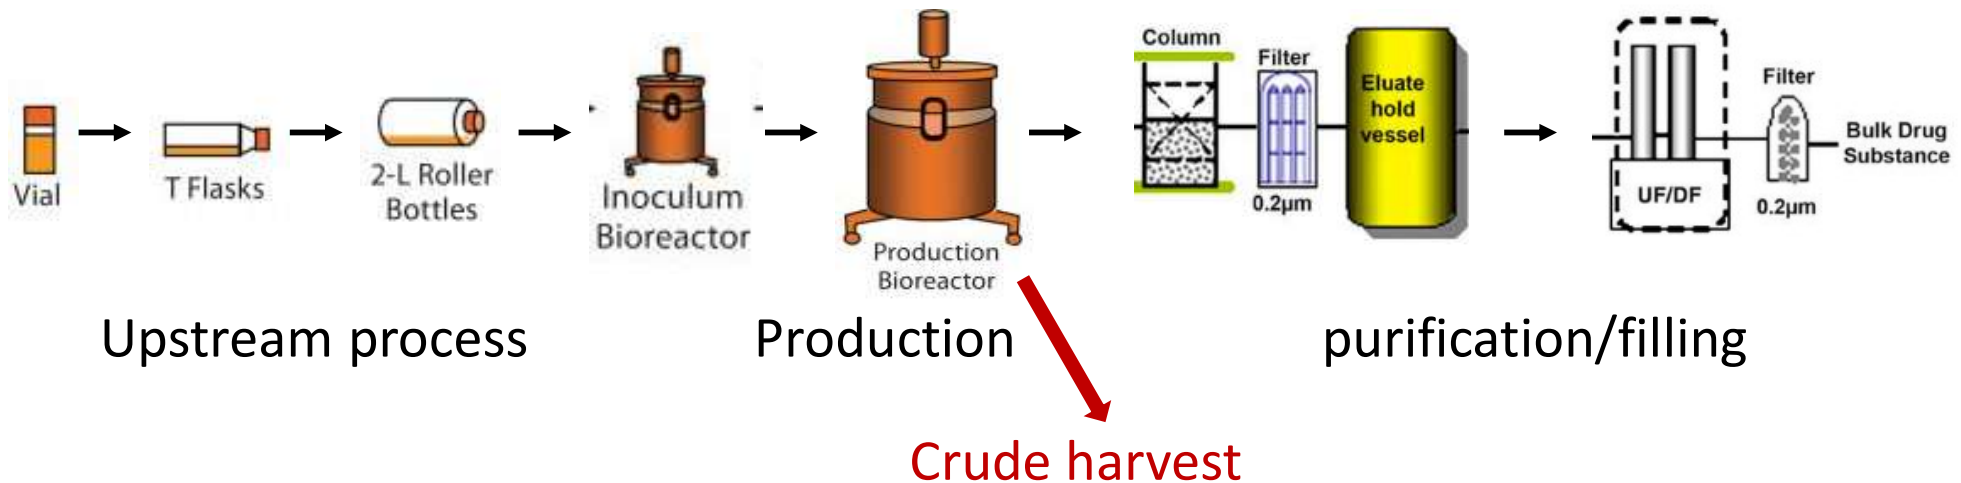 Vial
T Flasks
2-L Roller
Bottles
Inoculum
Bioreactor
Production
Bioreactor
Column
Filter
0.2µm
Eluate
hold
vessel
UF/DF
Filter
0.2µm
Bulk Drug
Substance
Upstream process
Production
purification/filling
Crude harvest